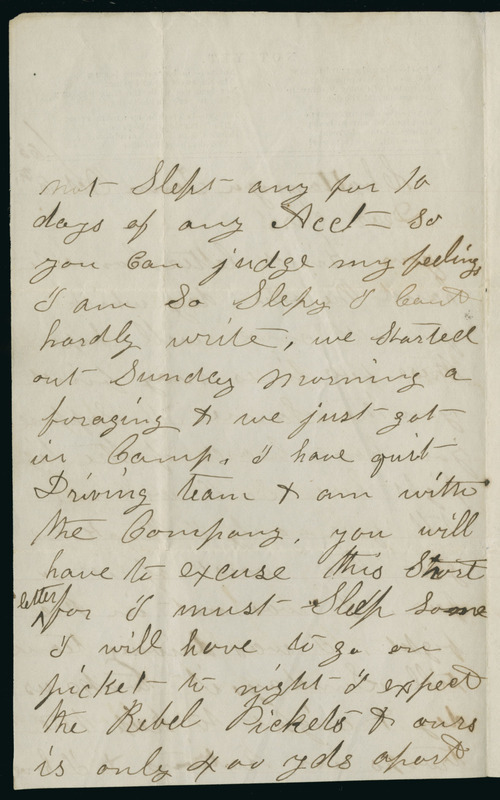 not Slept any for 10
days of any Acct - So
you Can judge my feelings
I am So Slepy I Cant
hardly write, we Started
out Sunday Morning a
foraging & we just got
in Camp. I have quit
Driving team & am with
the Company, you will
have to excuse this Short
letter for I must Sleep Some
I will have to go on
picket to night I expect
the Rebel Pickets & ours
is only 400 yds apart